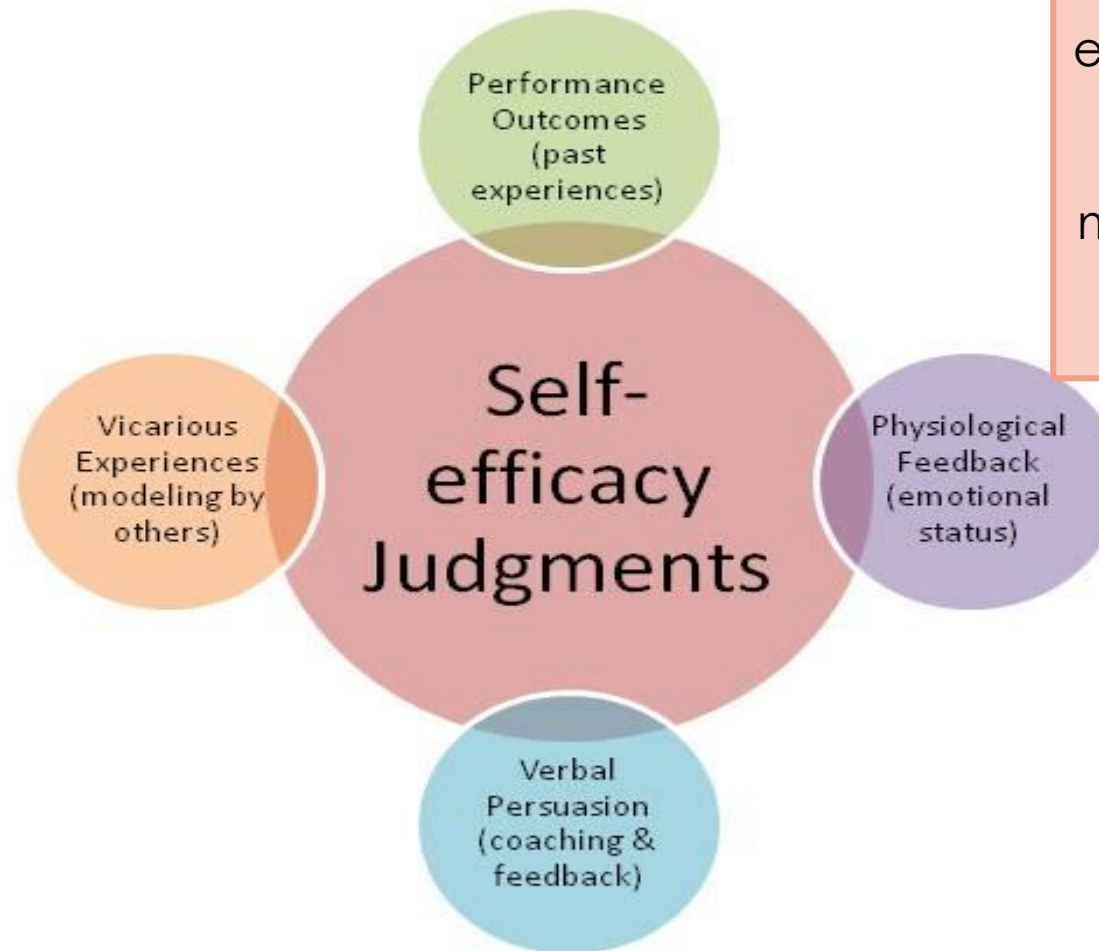 Performance
Outcomes
(past
experiences)
Self-
efficacy
Judgments
Vicarious
Experiences
(modeling by
others)
Physiological
Feedback
(emotional
status)
Verbal
Persuasion
(coaching &
feedback)